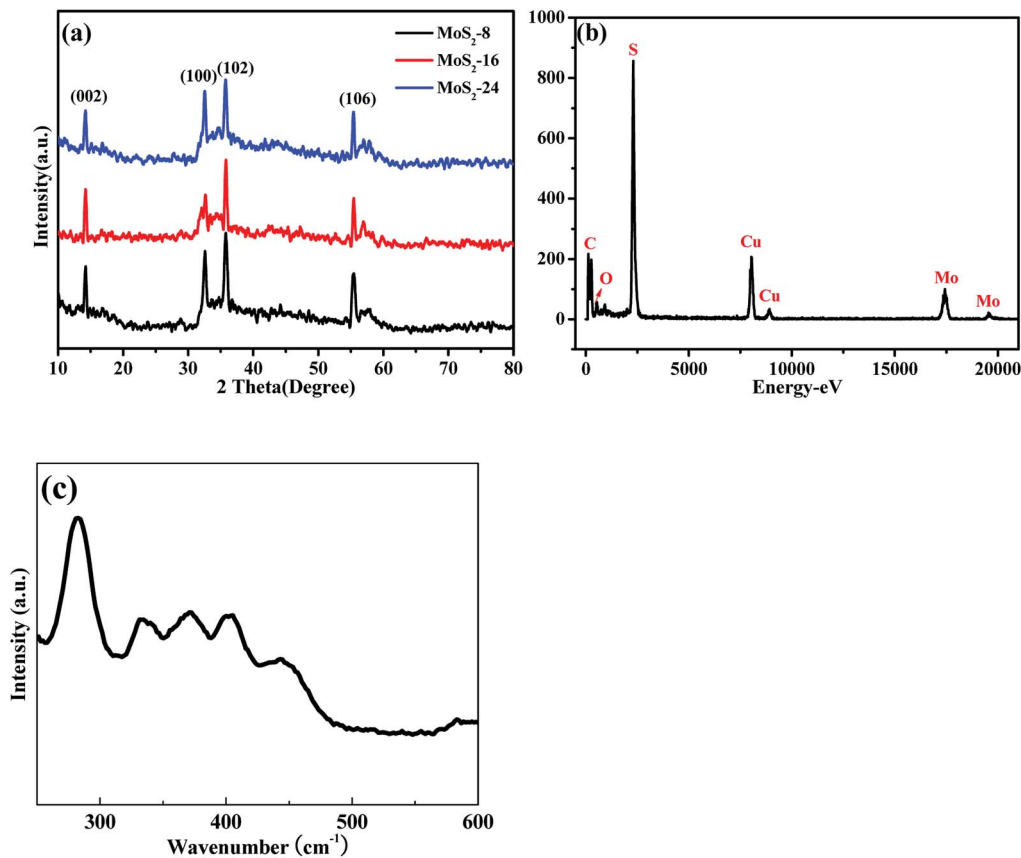 (a)
MoS₂-8
MoS₂-16
MoS₂-24
(002)
(100)
(102)
(106)
Intensity(a.u.)
10 20 30 40 50 60 70 80
2 Theta(Degree)
(b)
1000
800
600
400
200
0
S
C
O
Cu
Cu
Mo
Mo
0 5000 10000 15000 20000
Energy-eV
(c)
Intensity (a.u.)
300 400 500 600
Wavenumber (cm⁻¹)